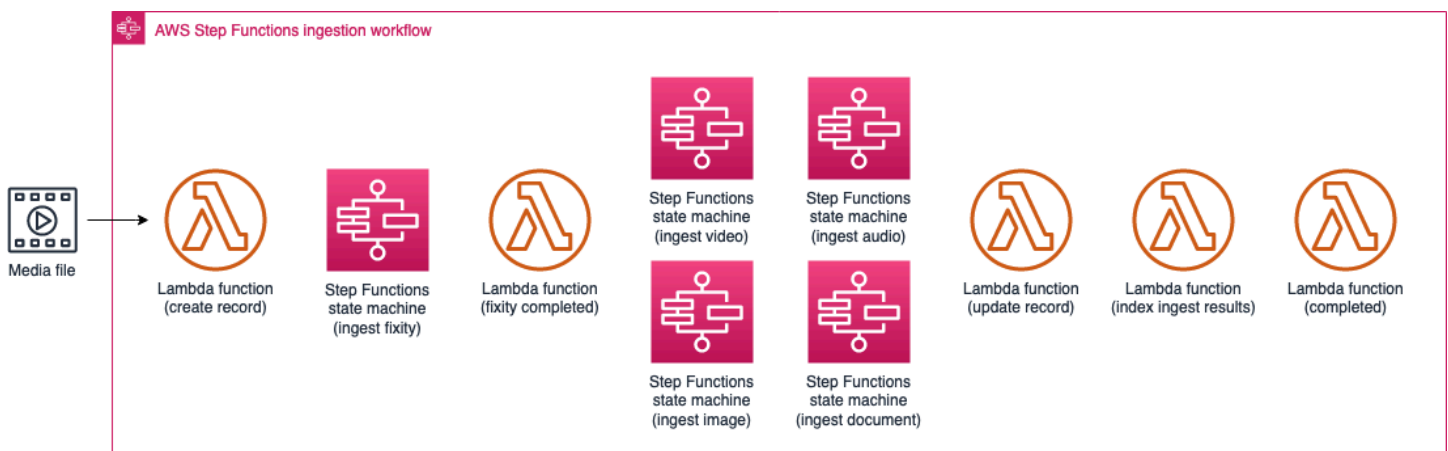 AWS Step Functions ingestion workflow
Media file
Lambda function
(create record)
Step Functions
state machine
(ingest fixity)
Lambda function
(fixity completed)
Step Functions
state machine
(ingest video)
Step Functions
state machine
(ingest audio)
Step Functions
state machine
(ingest image)
Step Functions
state machine
(ingest document)
Lambda function
(update record)
Lambda function
(index ingest results)
Lambda function
(completed)